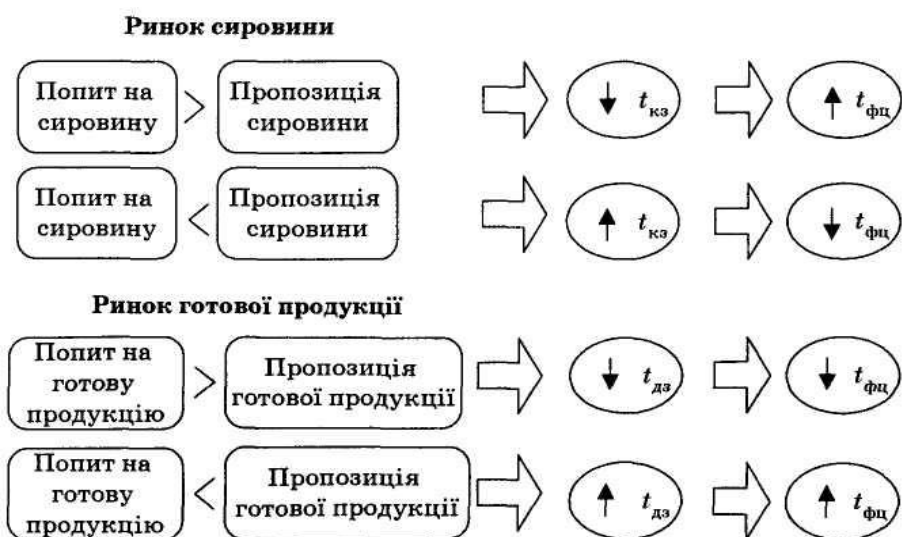 Ринок сировини
Попит на
сировину
>
Пропозиція
сировини
↓ tкз
↑ tфц
Попит на
сировину
<
Пропозиція
сировини
↑ tкз
↓ tфц
Ринок готової продукції
Попит на
готову
продукцію
>
Пропозиція
готової продукції
↓ tдз
↓ tфц
Попит на
готову
продукцію
<
Пропозиція
готової продукції
↑ tдз
↑ tфц